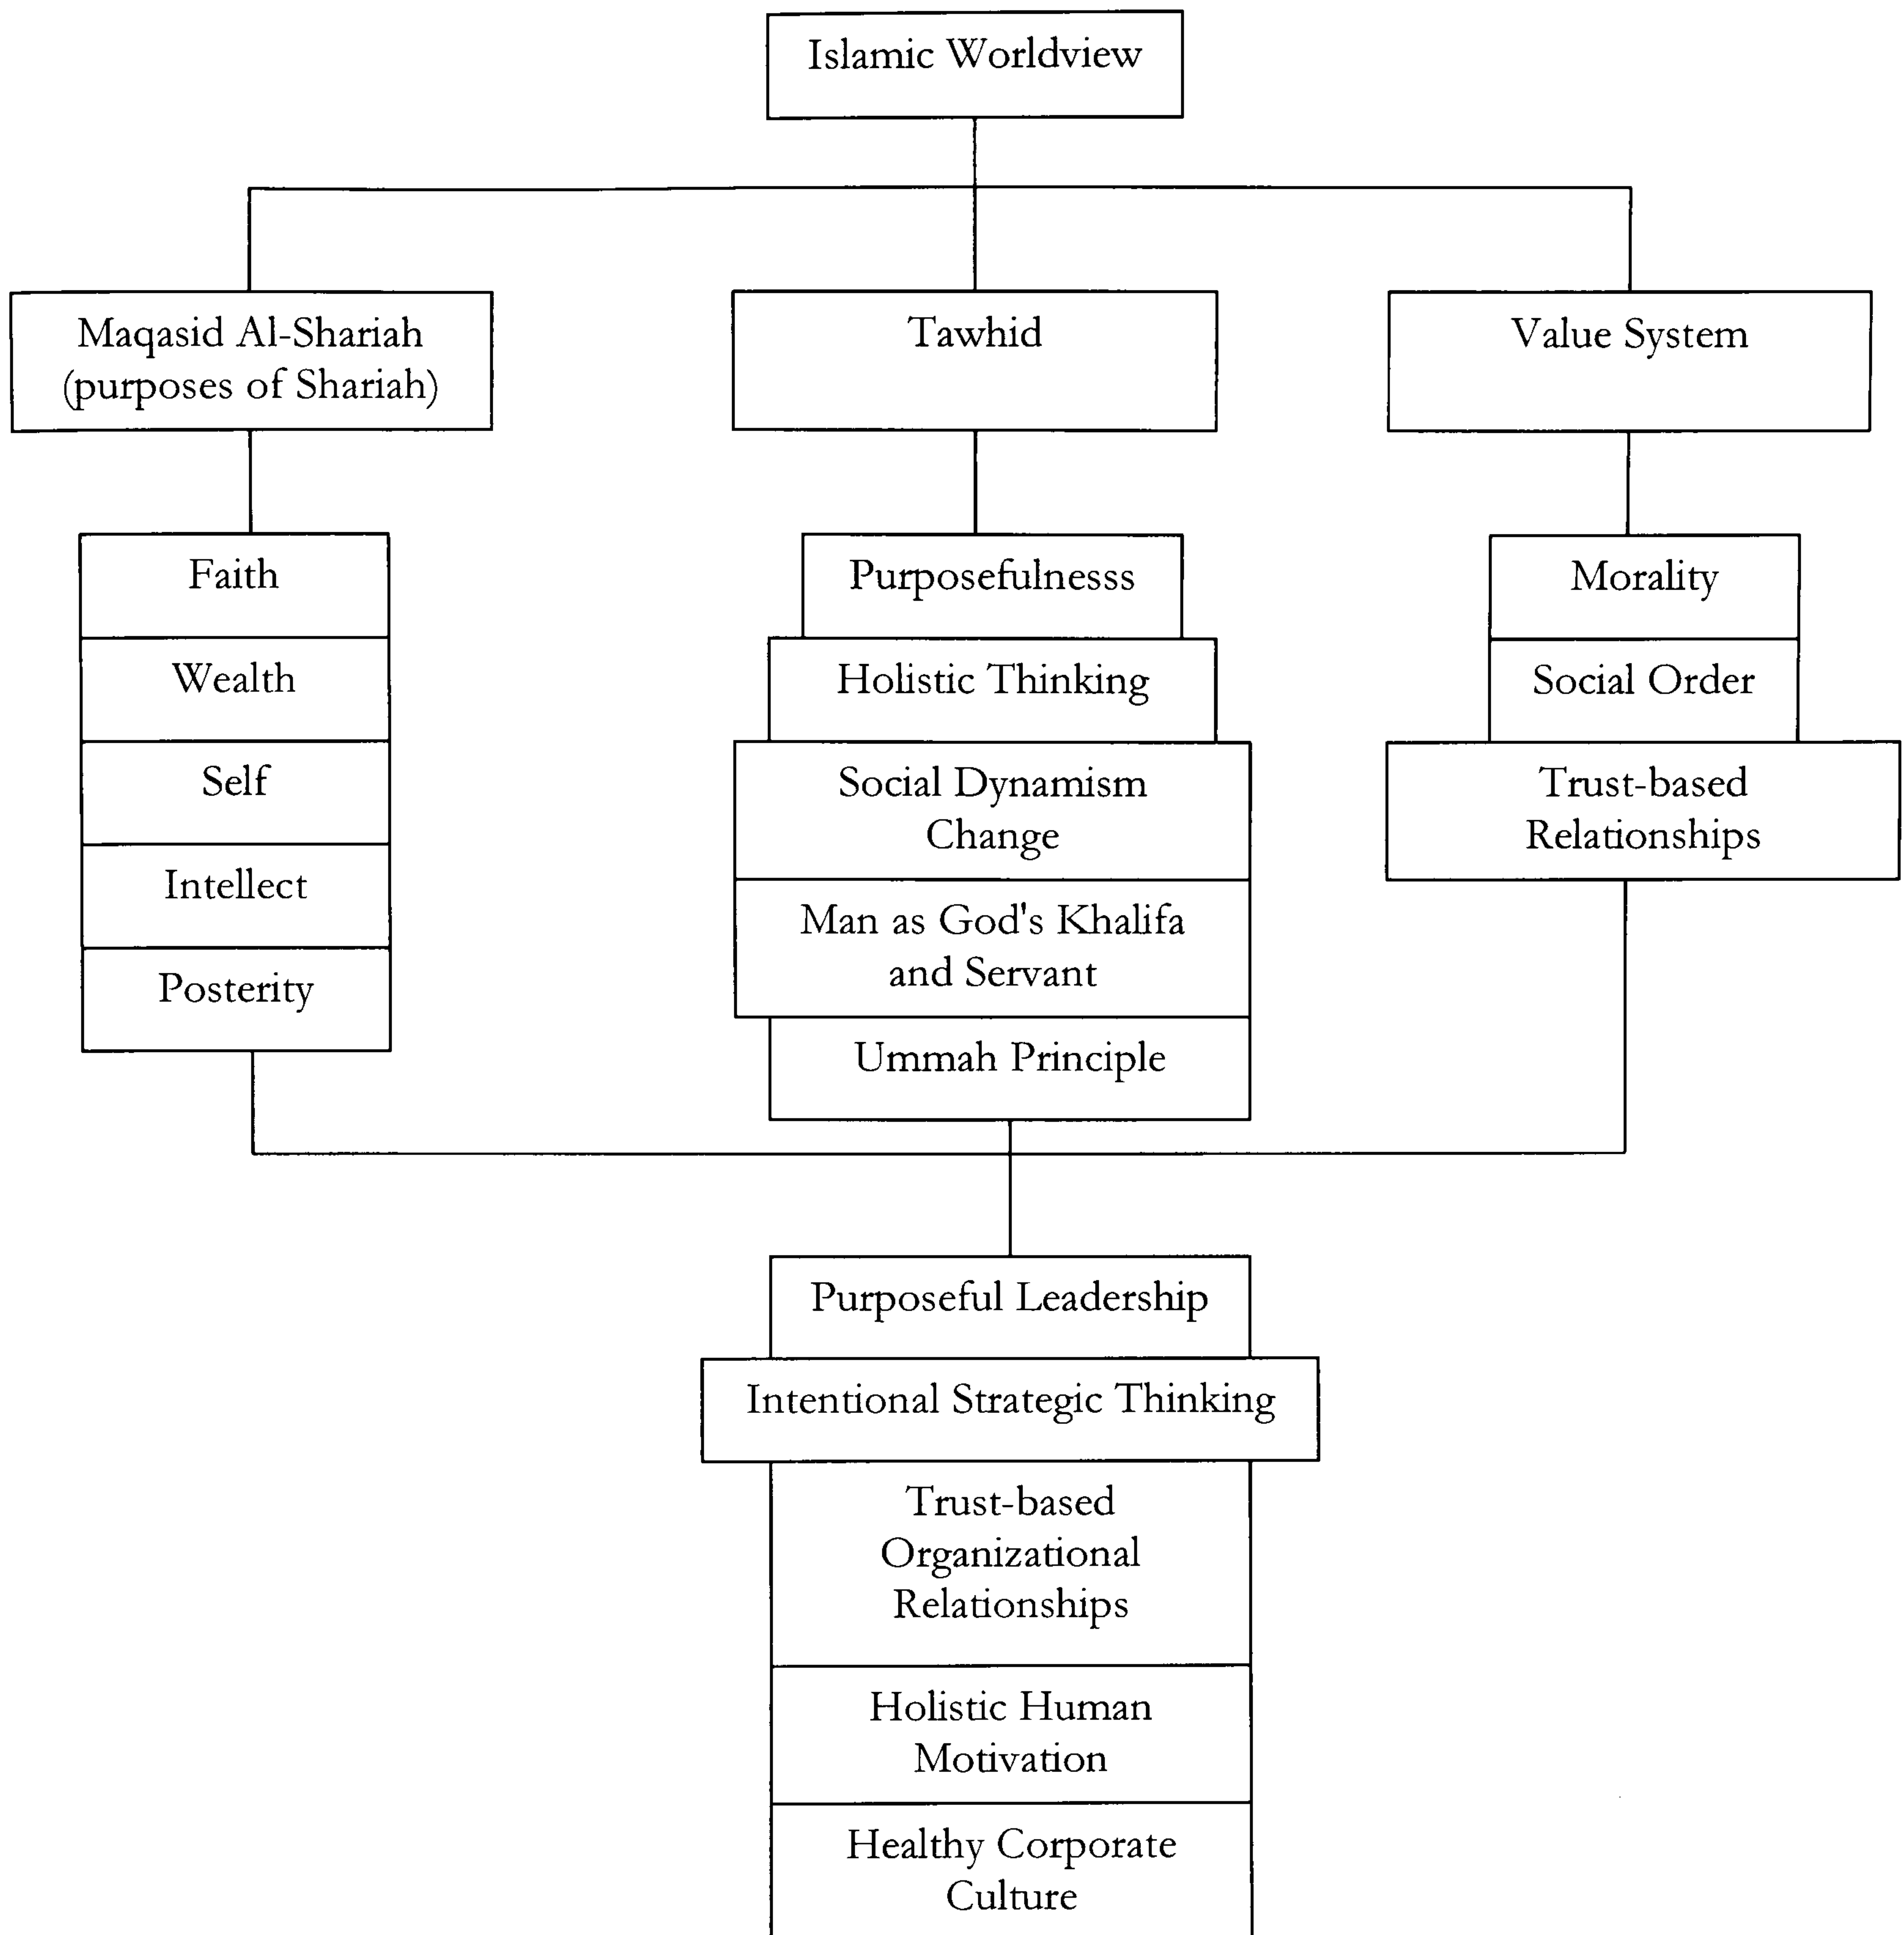 Islamic Worldview
Maqasid Al-Shariah
(purposes of Shariah)
Tawhid
Value System
Faith
Wealth
Self
Intellect
Posterity
Purposefulnesss
Holistic Thinking
Social Dynamism
Change
Man as God's Khalifa
and Servant
Ummah Principle
Morality
Social Order
Trust-based
Relationships
Purposeful Leadership
Intentional Strategic Thinking
Trust-based
Organizational
Relationships
Holistic Human
Motivation
Healthy Corporate
Culture